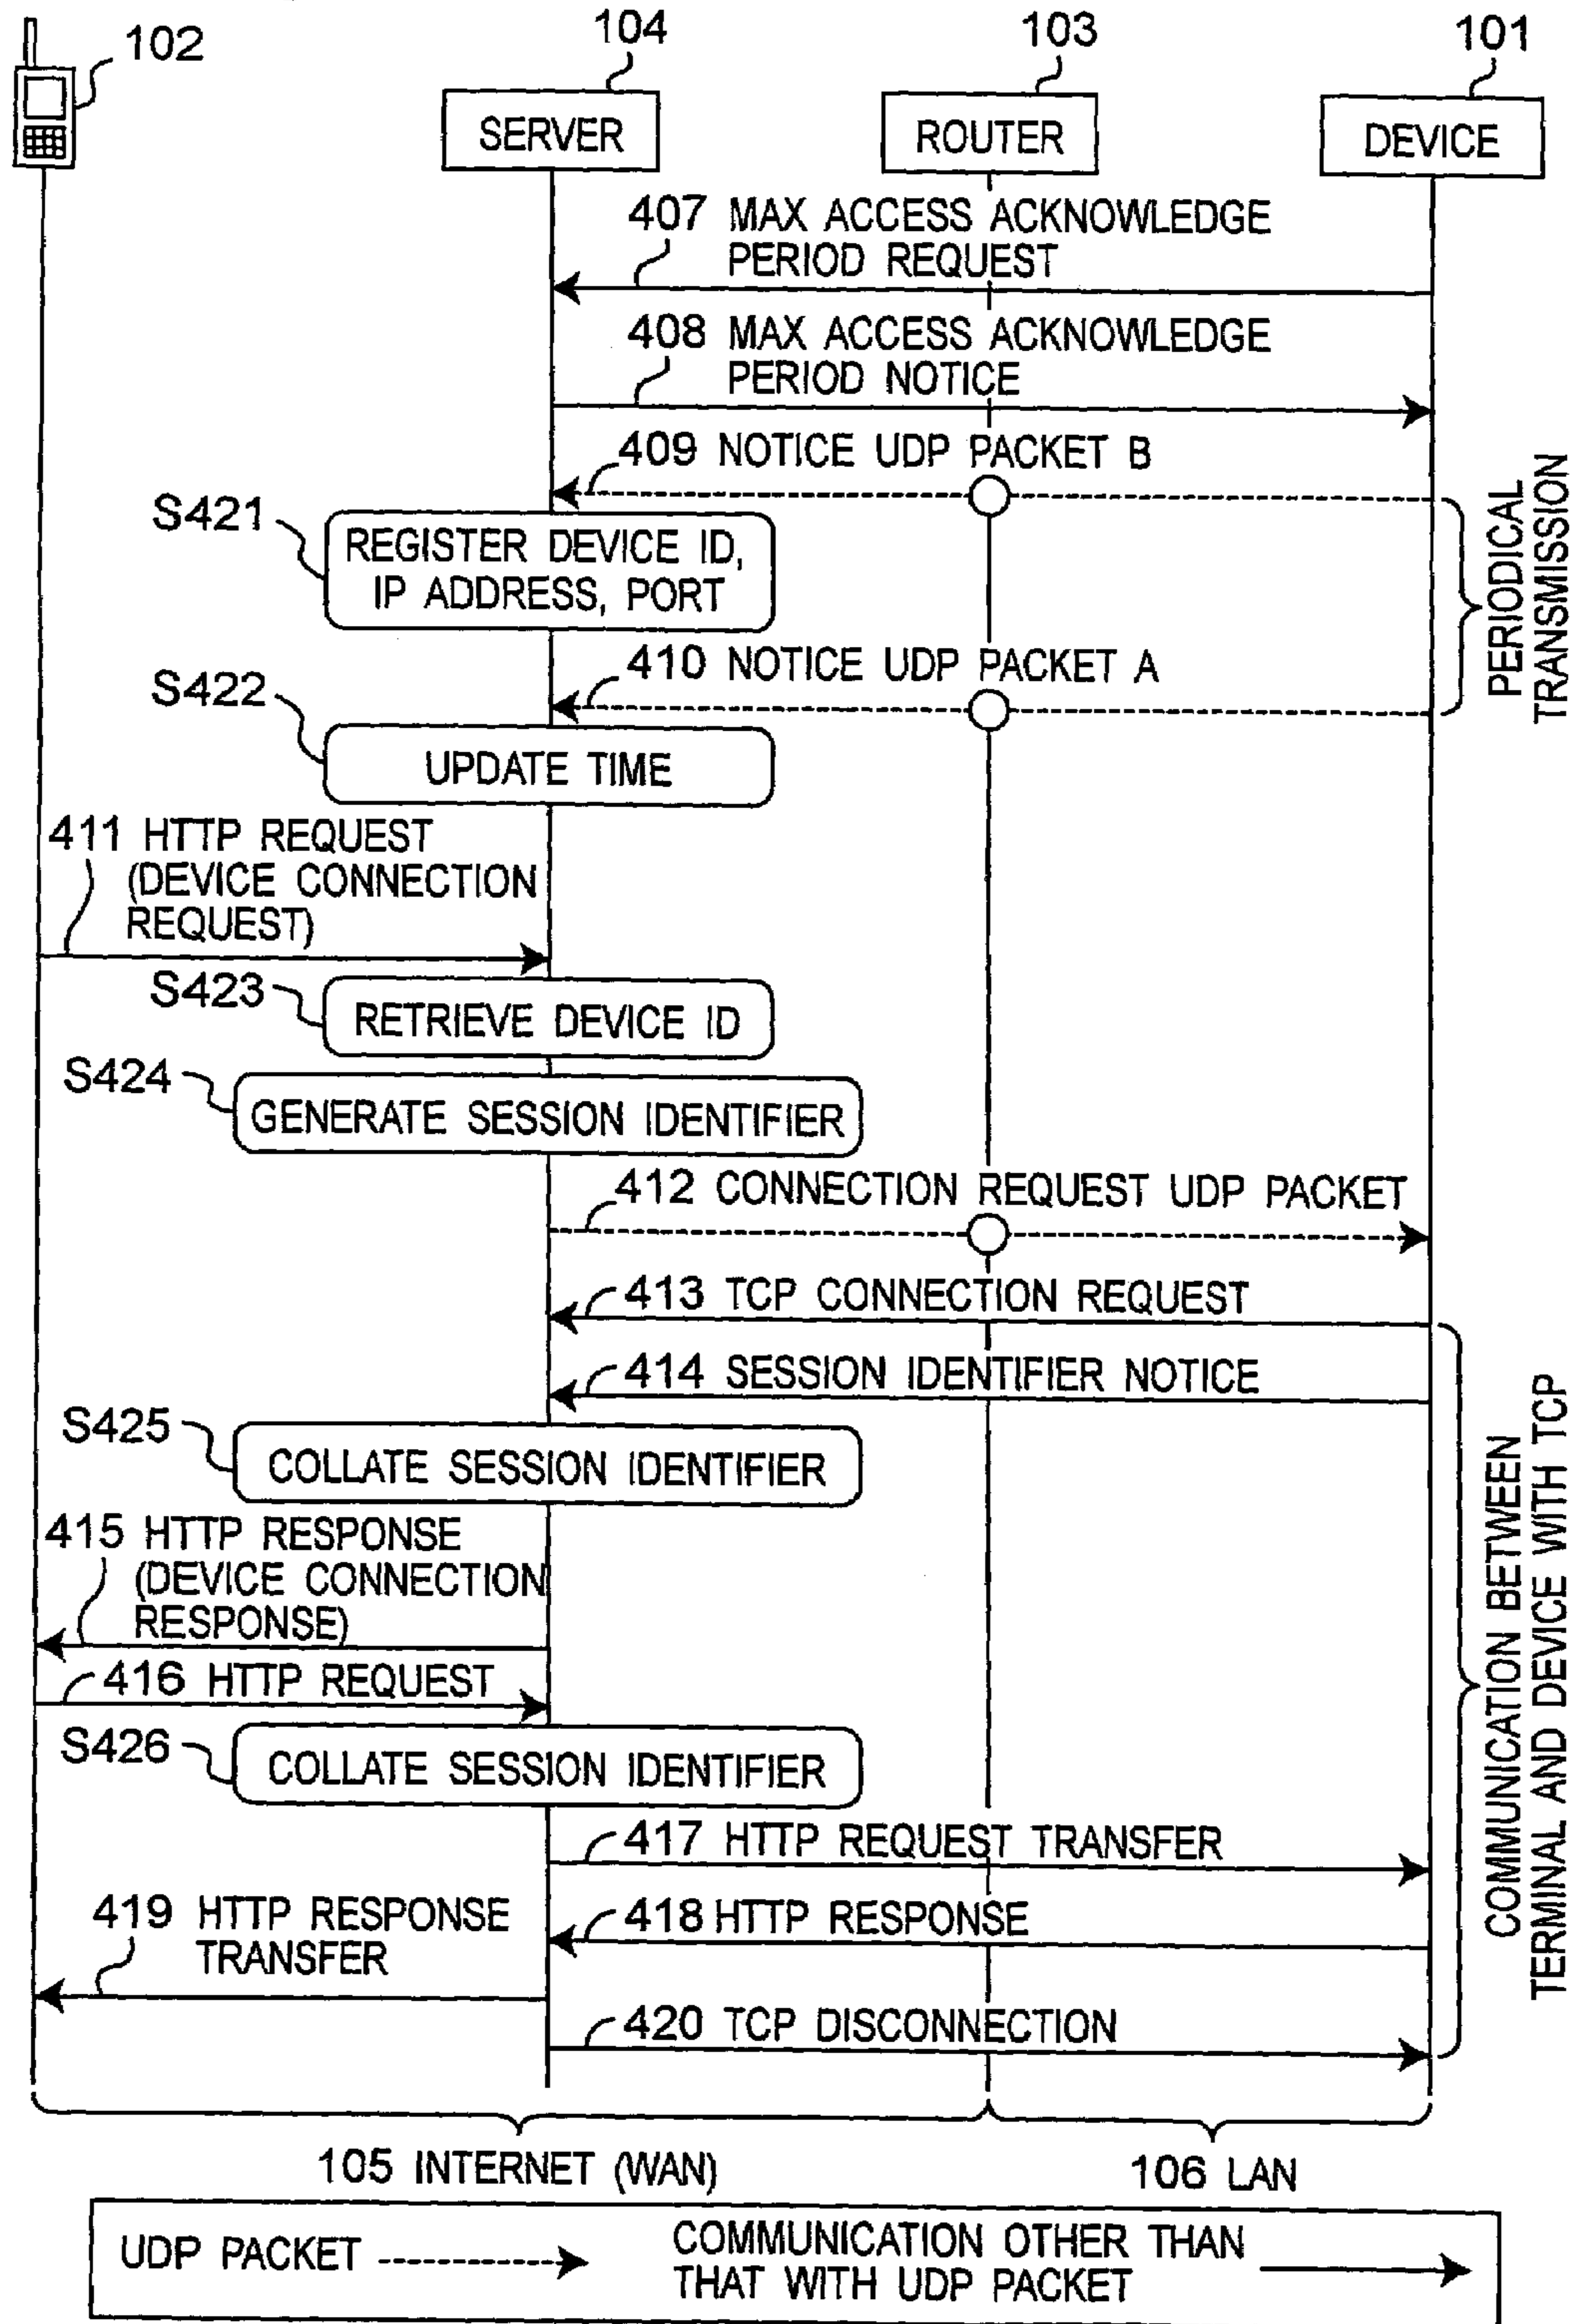 102
104
103
101
SERVER
ROUTER
DEVICE
407 MAX ACCESS ACKNOWLEDGE
PERIOD REQUEST
408 MAX ACCESS ACKNOWLEDGE
PERIOD NOTICE
409 NOTICE UDP PACKET B
S421
REGISTER DEVICE ID,
IP ADDRESS, PORT
PERIODICAL
TRANSMISSION
410 NOTICE UDP PACKET A
S422
UPDATE TIME
411 HTTP REQUEST
(DEVICE CONNECTION
REQUEST)
S423
RETRIEVE DEVICE ID
S424
GENERATE SESSION IDENTIFIER
412 CONNECTION REQUEST UDP PACKET
413 TCP CONNECTION REQUEST
414 SESSION IDENTIFIER NOTICE
S425
COLLATE SESSION IDENTIFIER
415 HTTP RESPONSE
(DEVICE CONNECTION
RESPONSE)
416 HTTP REQUEST
S426
COLLATE SESSION IDENTIFIER
COMMUNICATION BETWEEN
TERMINAL AND DEVICE WITH TCP
417 HTTP REQUEST TRANSFER
418 HTTP RESPONSE
419 HTTP RESPONSE
TRANSFER
420 TCP DISCONNECTION
105 INTERNET (WAN)
106 LAN
UDP PACKET
COMMUNICATION OTHER THAN
THAT WITH UDP PACKET